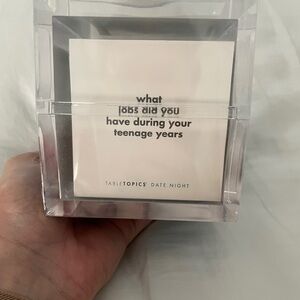 what
jobs did you
have during your
teenage years
TABLETOPICS® DATE NIGHT